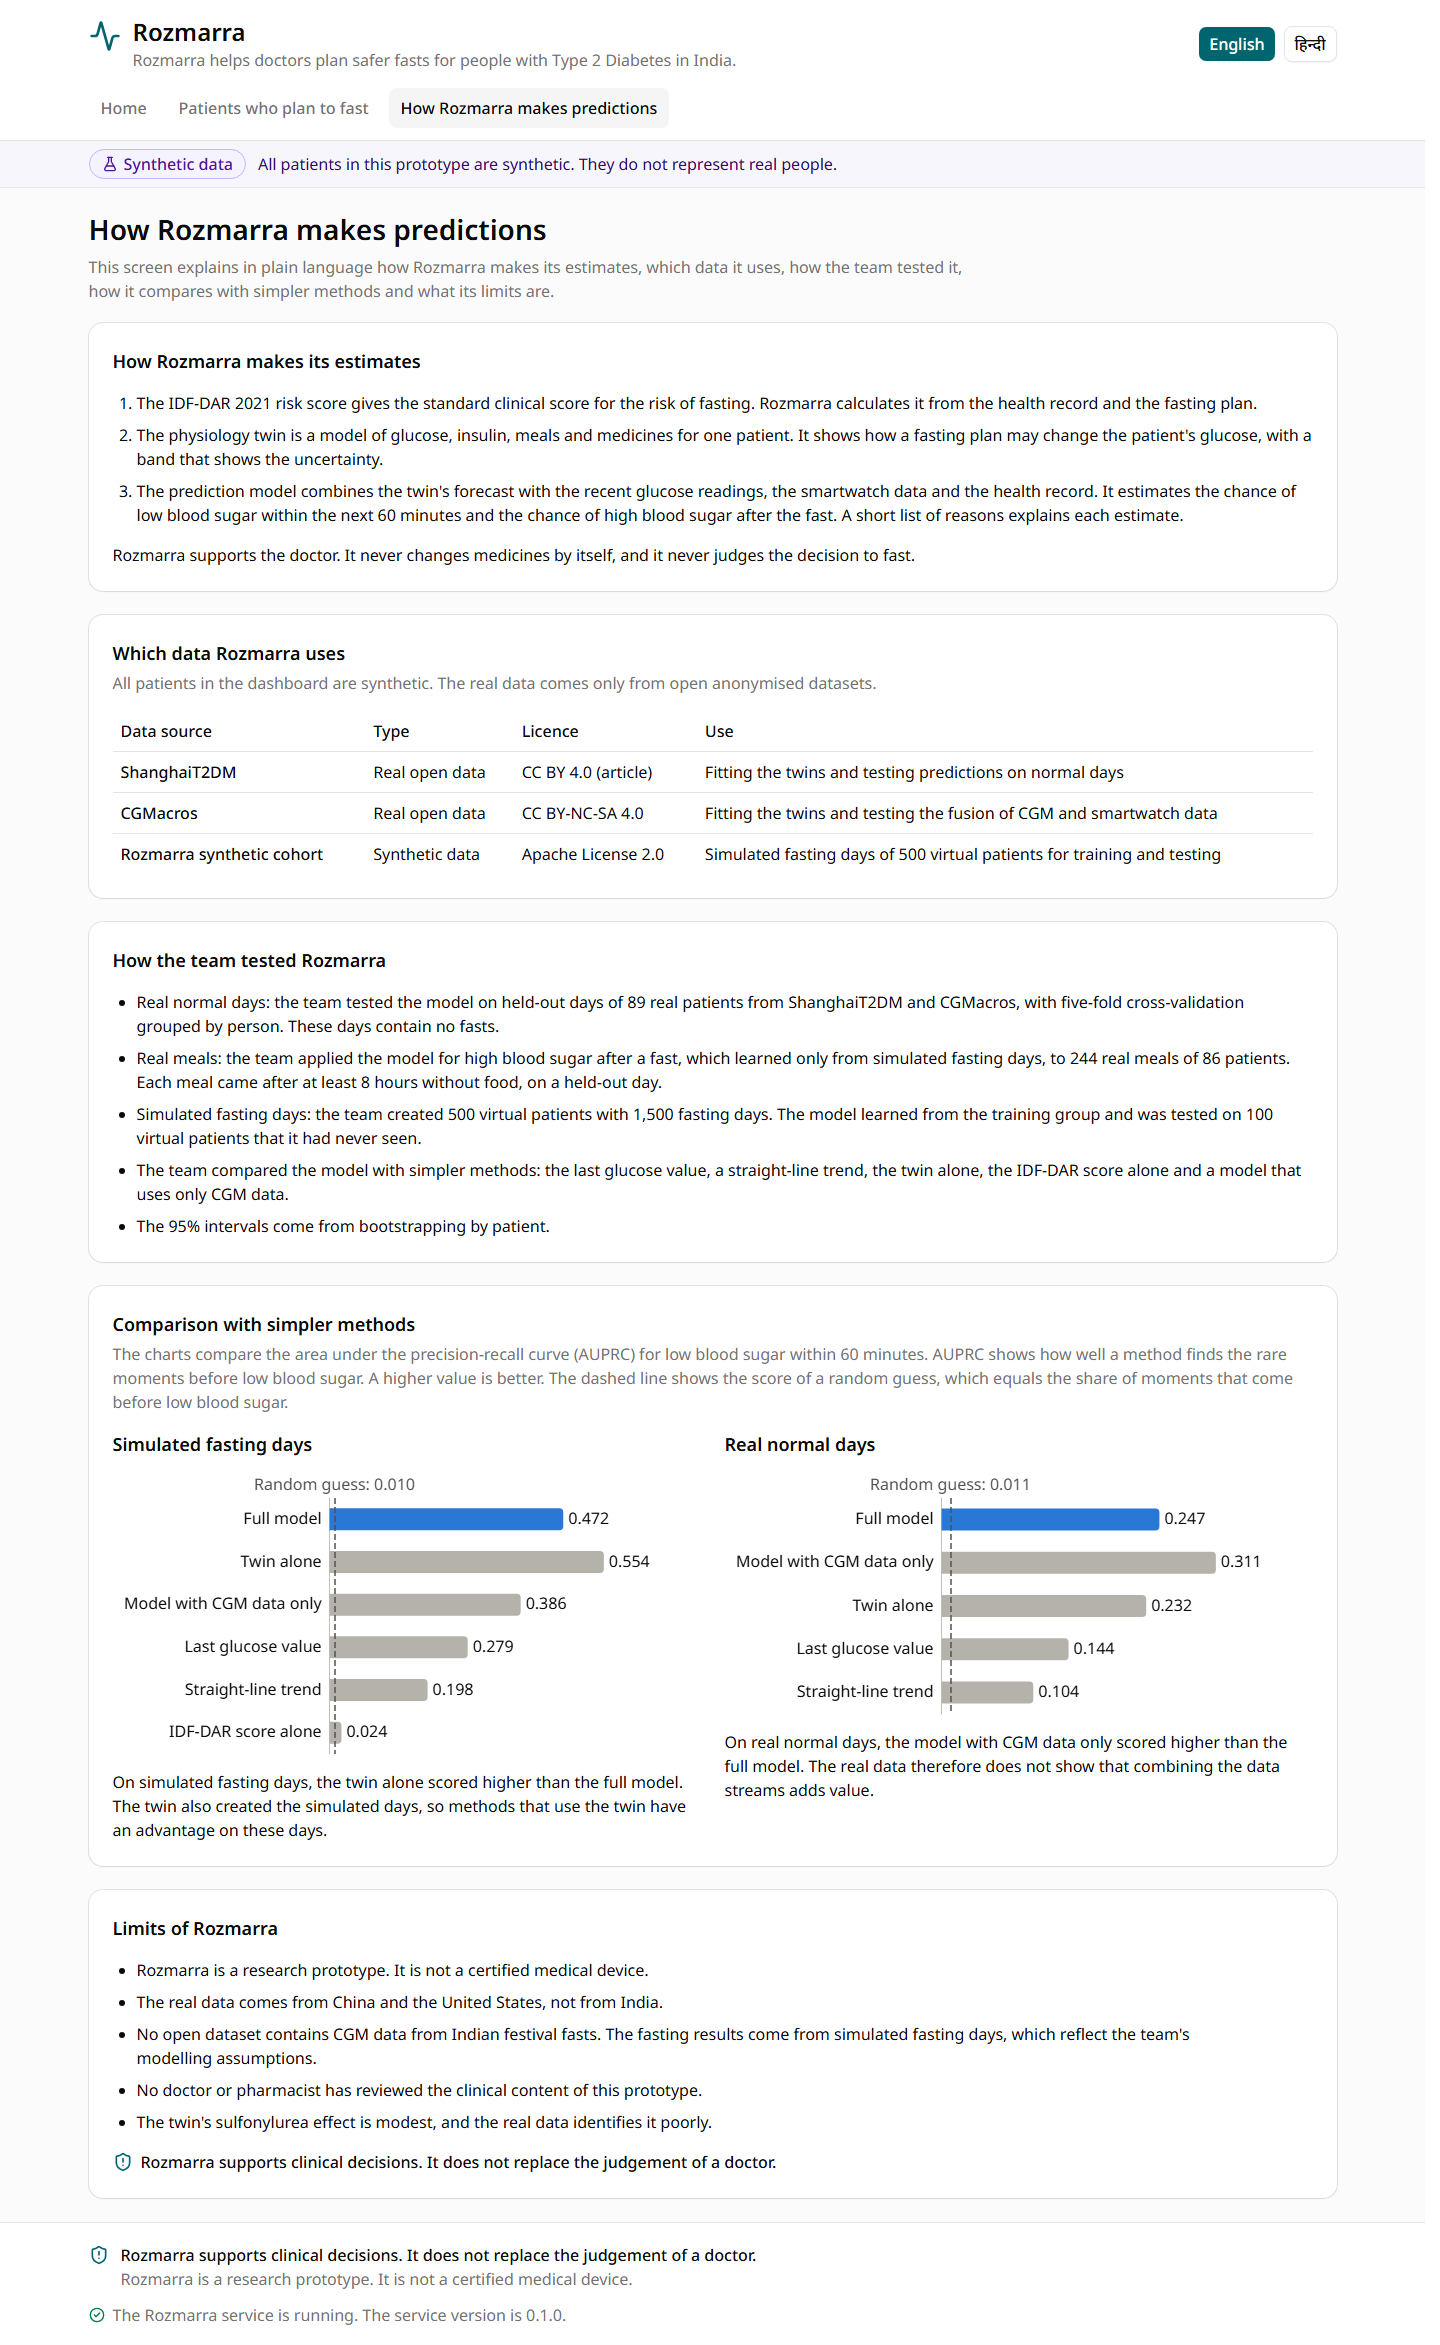 Rozmarra
Rozmarra helps doctors plan safer fasts for people with Type 2 Diabetes in India.
English
हिन्दी
Home
Patients who plan to fast
How Rozmarra makes predictions
Synthetic data
All patients in this prototype are synthetic. They do not represent real people.
How Rozmarra makes predictions
This screen explains in plain language how Rozmarra makes its estimates, which data it uses, how the team tested it,
how it compares with simpler methods and what its limits are.
How Rozmarra makes its estimates
1. The IDF-DAR 2021 risk score gives the standard clinical score for the risk of fasting. Rozmarra calculates it from the health record and the fasting plan.
2. The physiology twin is a model of glucose, insulin, meals and medicines for one patient. It shows how a fasting plan may change the patient's glucose, with a
band that shows the uncertainty.
3. The prediction model combines the twin's forecast with the recent glucose readings, the smartwatch data and the health record. It estimates the chance of
low blood sugar within the next 60 minutes and the chance of high blood sugar after the fast. A short list of reasons explains each estimate.
Rozmarra supports the doctor. It never changes medicines by itself, and it never judges the decision to fast.
Which data Rozmarra uses
All patients in the dashboard are synthetic. The real data comes only from open anonymised datasets.
Data source Type Licence Use
ShanghaiT2DM Real open data CC BY 4.0 (article) Fitting the twins and testing predictions on normal days
CGMacros Real open data CC BY-NC-SA 4.0 Fitting the twins and testing the fusion of CGM and smartwatch data
Rozmarra synthetic cohort Synthetic data Apache License 2.0 Simulated fasting days of 500 virtual patients for training and testing
How the team tested Rozmarra
• Real normal days: the team tested the model on held-out days of 89 real patients from ShanghaiT2DM and CGMacros, with five-fold cross-validation
grouped by person. These days contain no fasts.
• Real meals: the team applied the model for high blood sugar after a fast, which learned only from simulated fasting days, to 244 real meals of 86 patients.
Each meal came after at least 8 hours without food, on a held-out day.
• Simulated fasting days: the team created 500 virtual patients with 1,500 fasting days. The model learned from the training group and was tested on 100
virtual patients that it had never seen.
• The team compared the model with simpler methods: the last glucose value, a straight-line trend, the twin alone, the IDF-DAR score alone and a model that
uses only CGM data.
• The 95% intervals come from bootstrapping by patient.
Comparison with simpler methods
The charts compare the area under the precision-recall curve (AUPRC) for low blood sugar within 60 minutes. AUPRC shows how well a method finds the rare
moments before low blood sugar. A higher value is better. The dashed line shows the score of a random guess, which equals the share of moments that come
before low blood sugar.
Simulated fasting days
Random guess: 0.010
Full model 0.472
Twin alone 0.554
Model with CGM data only 0.386
Last glucose value 0.279
Straight-line trend 0.198
IDF-DAR score alone 0.024
On simulated fasting days, the twin alone scored higher than the full model.
The twin also created the simulated days, so methods that use the twin have
an advantage on these days.
Real normal days
Random guess: 0.011
Full model 0.247
Model with CGM data only 0.311
Twin alone 0.232
Last glucose value 0.144
Straight-line trend 0.104
On real normal days, the model with CGM data only scored higher than the
full model. The real data therefore does not show that combining the data
streams adds value.
Limits of Rozmarra
• Rozmarra is a research prototype. It is not a certified medical device.
• The real data comes from China and the United States, not from India.
• No open dataset contains CGM data from Indian festival fasts. The fasting results come from simulated fasting days, which reflect the team's
modelling assumptions.
• No doctor or pharmacist has reviewed the clinical content of this prototype.
• The twin's sulfonylurea effect is modest, and the real data identifies it poorly.
Rozmarra supports clinical decisions. It does not replace the judgement of a doctor.
Rozmarra supports clinical decisions. It does not replace the judgement of a doctor.
Rozmarra is a research prototype. It is not a certified medical device.
The Rozmarra service is running. The service version is 0.1.0.